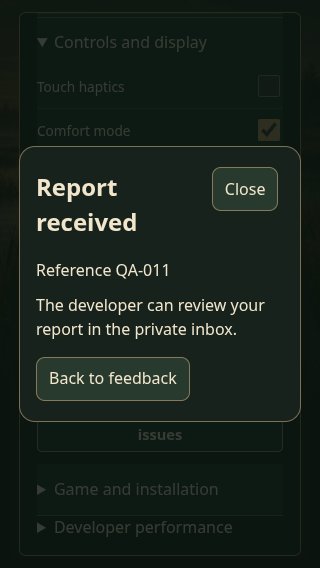 Controls and display
Touch haptics
Comfort mode
Report
received
Close
Reference QA-011
The developer can review your
report in the private inbox.
Back to feedback
issues
Game and installation
Developer performance